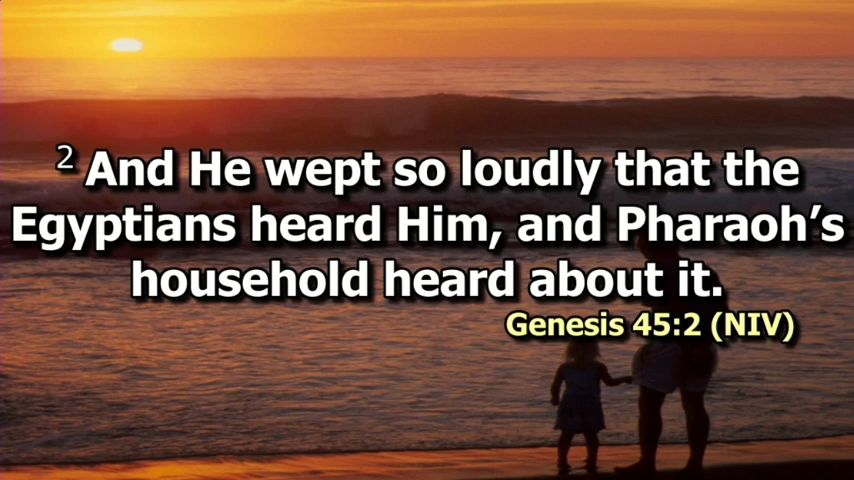 2 And He wept so loudly that the
Egyptians heard Him, and Pharaoh’s
household heard about it.
Genesis 45:2 (NIV)